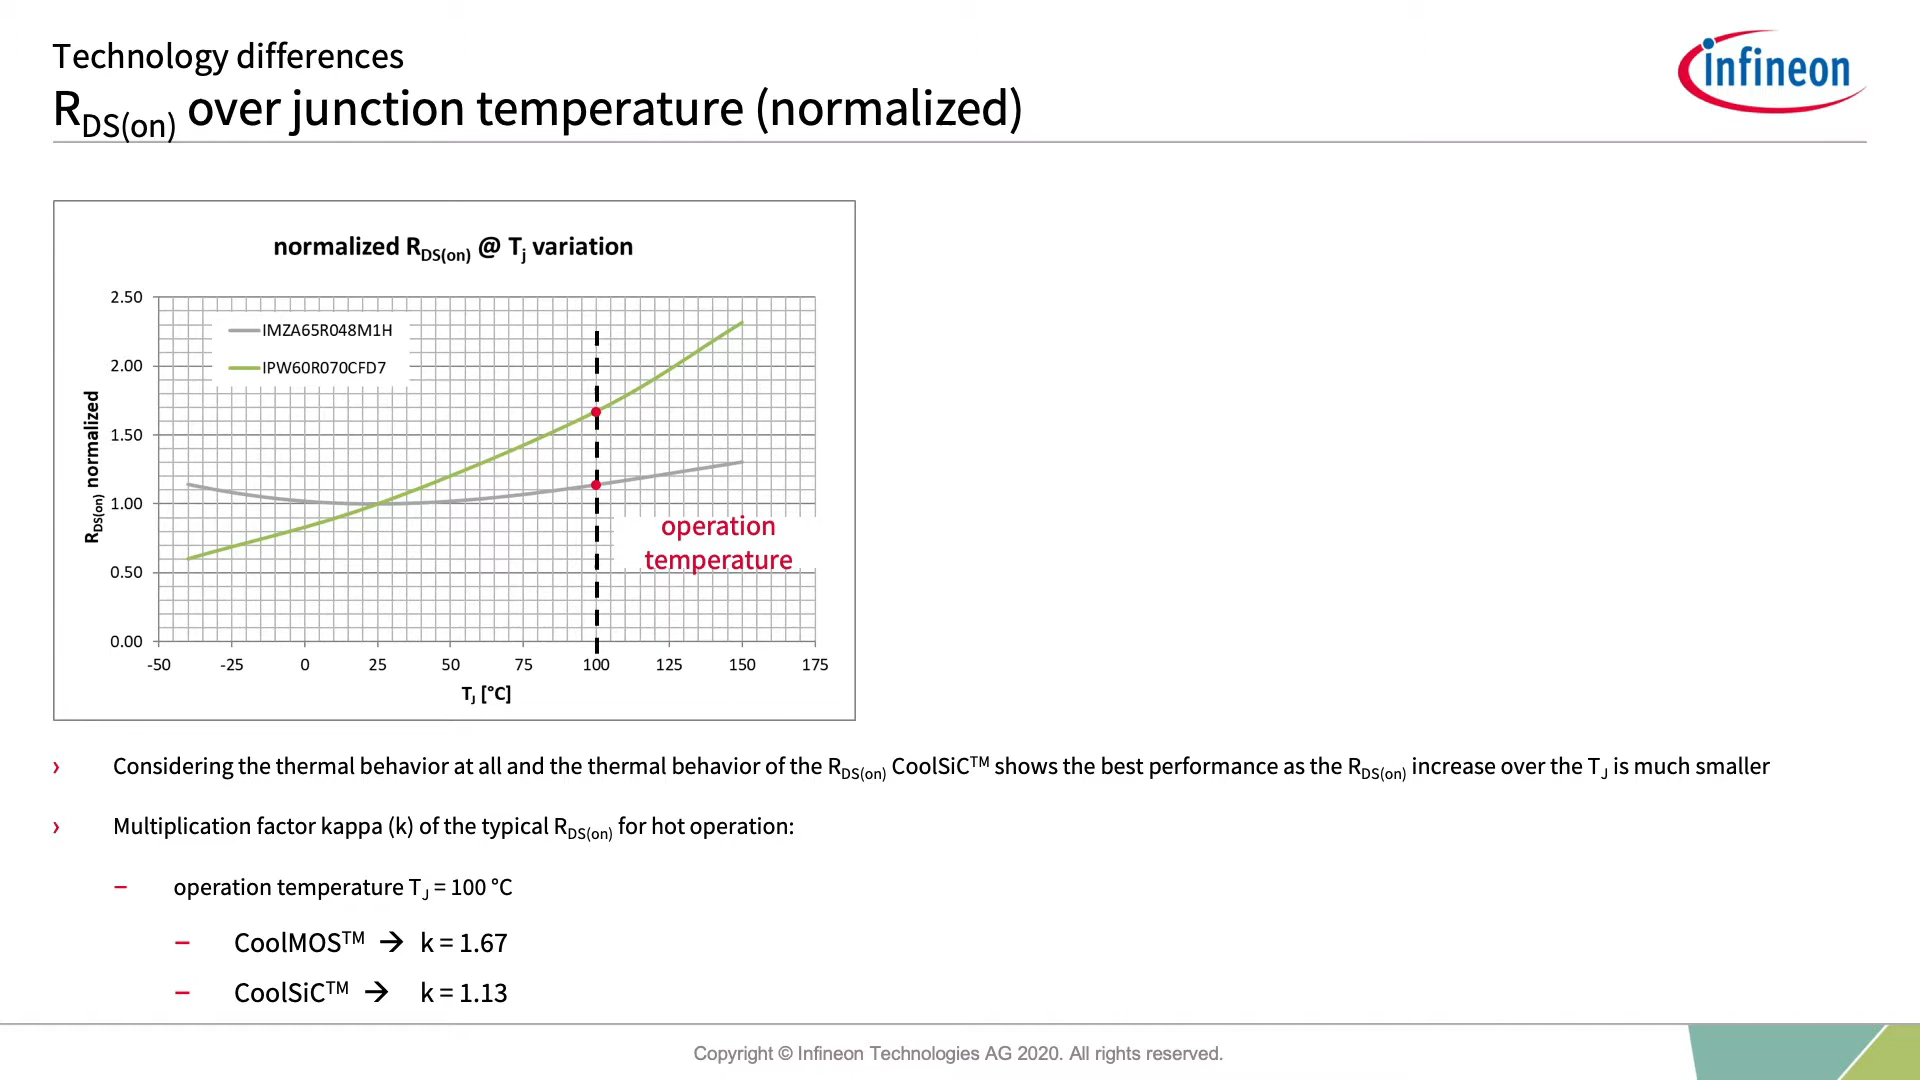 Technology differences
RDS(on) over junction temperature (normalized)
infineon
normalized RDS(on) @ Tj variation
2.50
2.00
1.50
1.00
0.50
0.00
RDS(on) normalized
IMZA65R048M1H
IPW60R070CFD7
operation
temperature
-50 -25 0 25 50 75 100 125 150 175
TJ [°C]
› Considering the thermal behavior at all and the thermal behavior of the RDS(on) CoolSiC™ shows the best performance as the RDS(on) increase over the TJ is much smaller
› Multiplication factor kappa (k) of the typical RDS(on) for hot operation:
– operation temperature TJ = 100 °C
– CoolMOS™ → k = 1.67
– CoolSiC™ → k = 1.13
Copyright © Infineon Technologies AG 2020. All rights reserved.